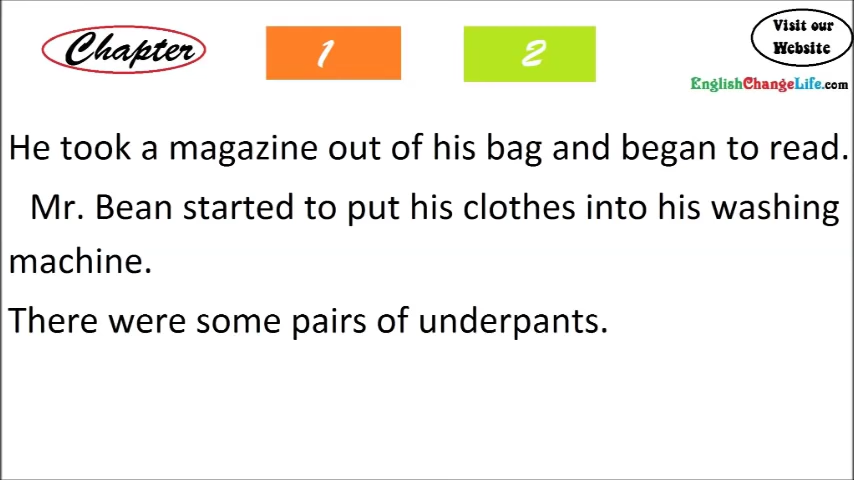 Chapter
1
2
Visit our
Website
EnglishChangeLife.com
He took a magazine out of his bag and began to read.
Mr. Bean started to put his clothes into his washing
machine.
There were some pairs of underpants.